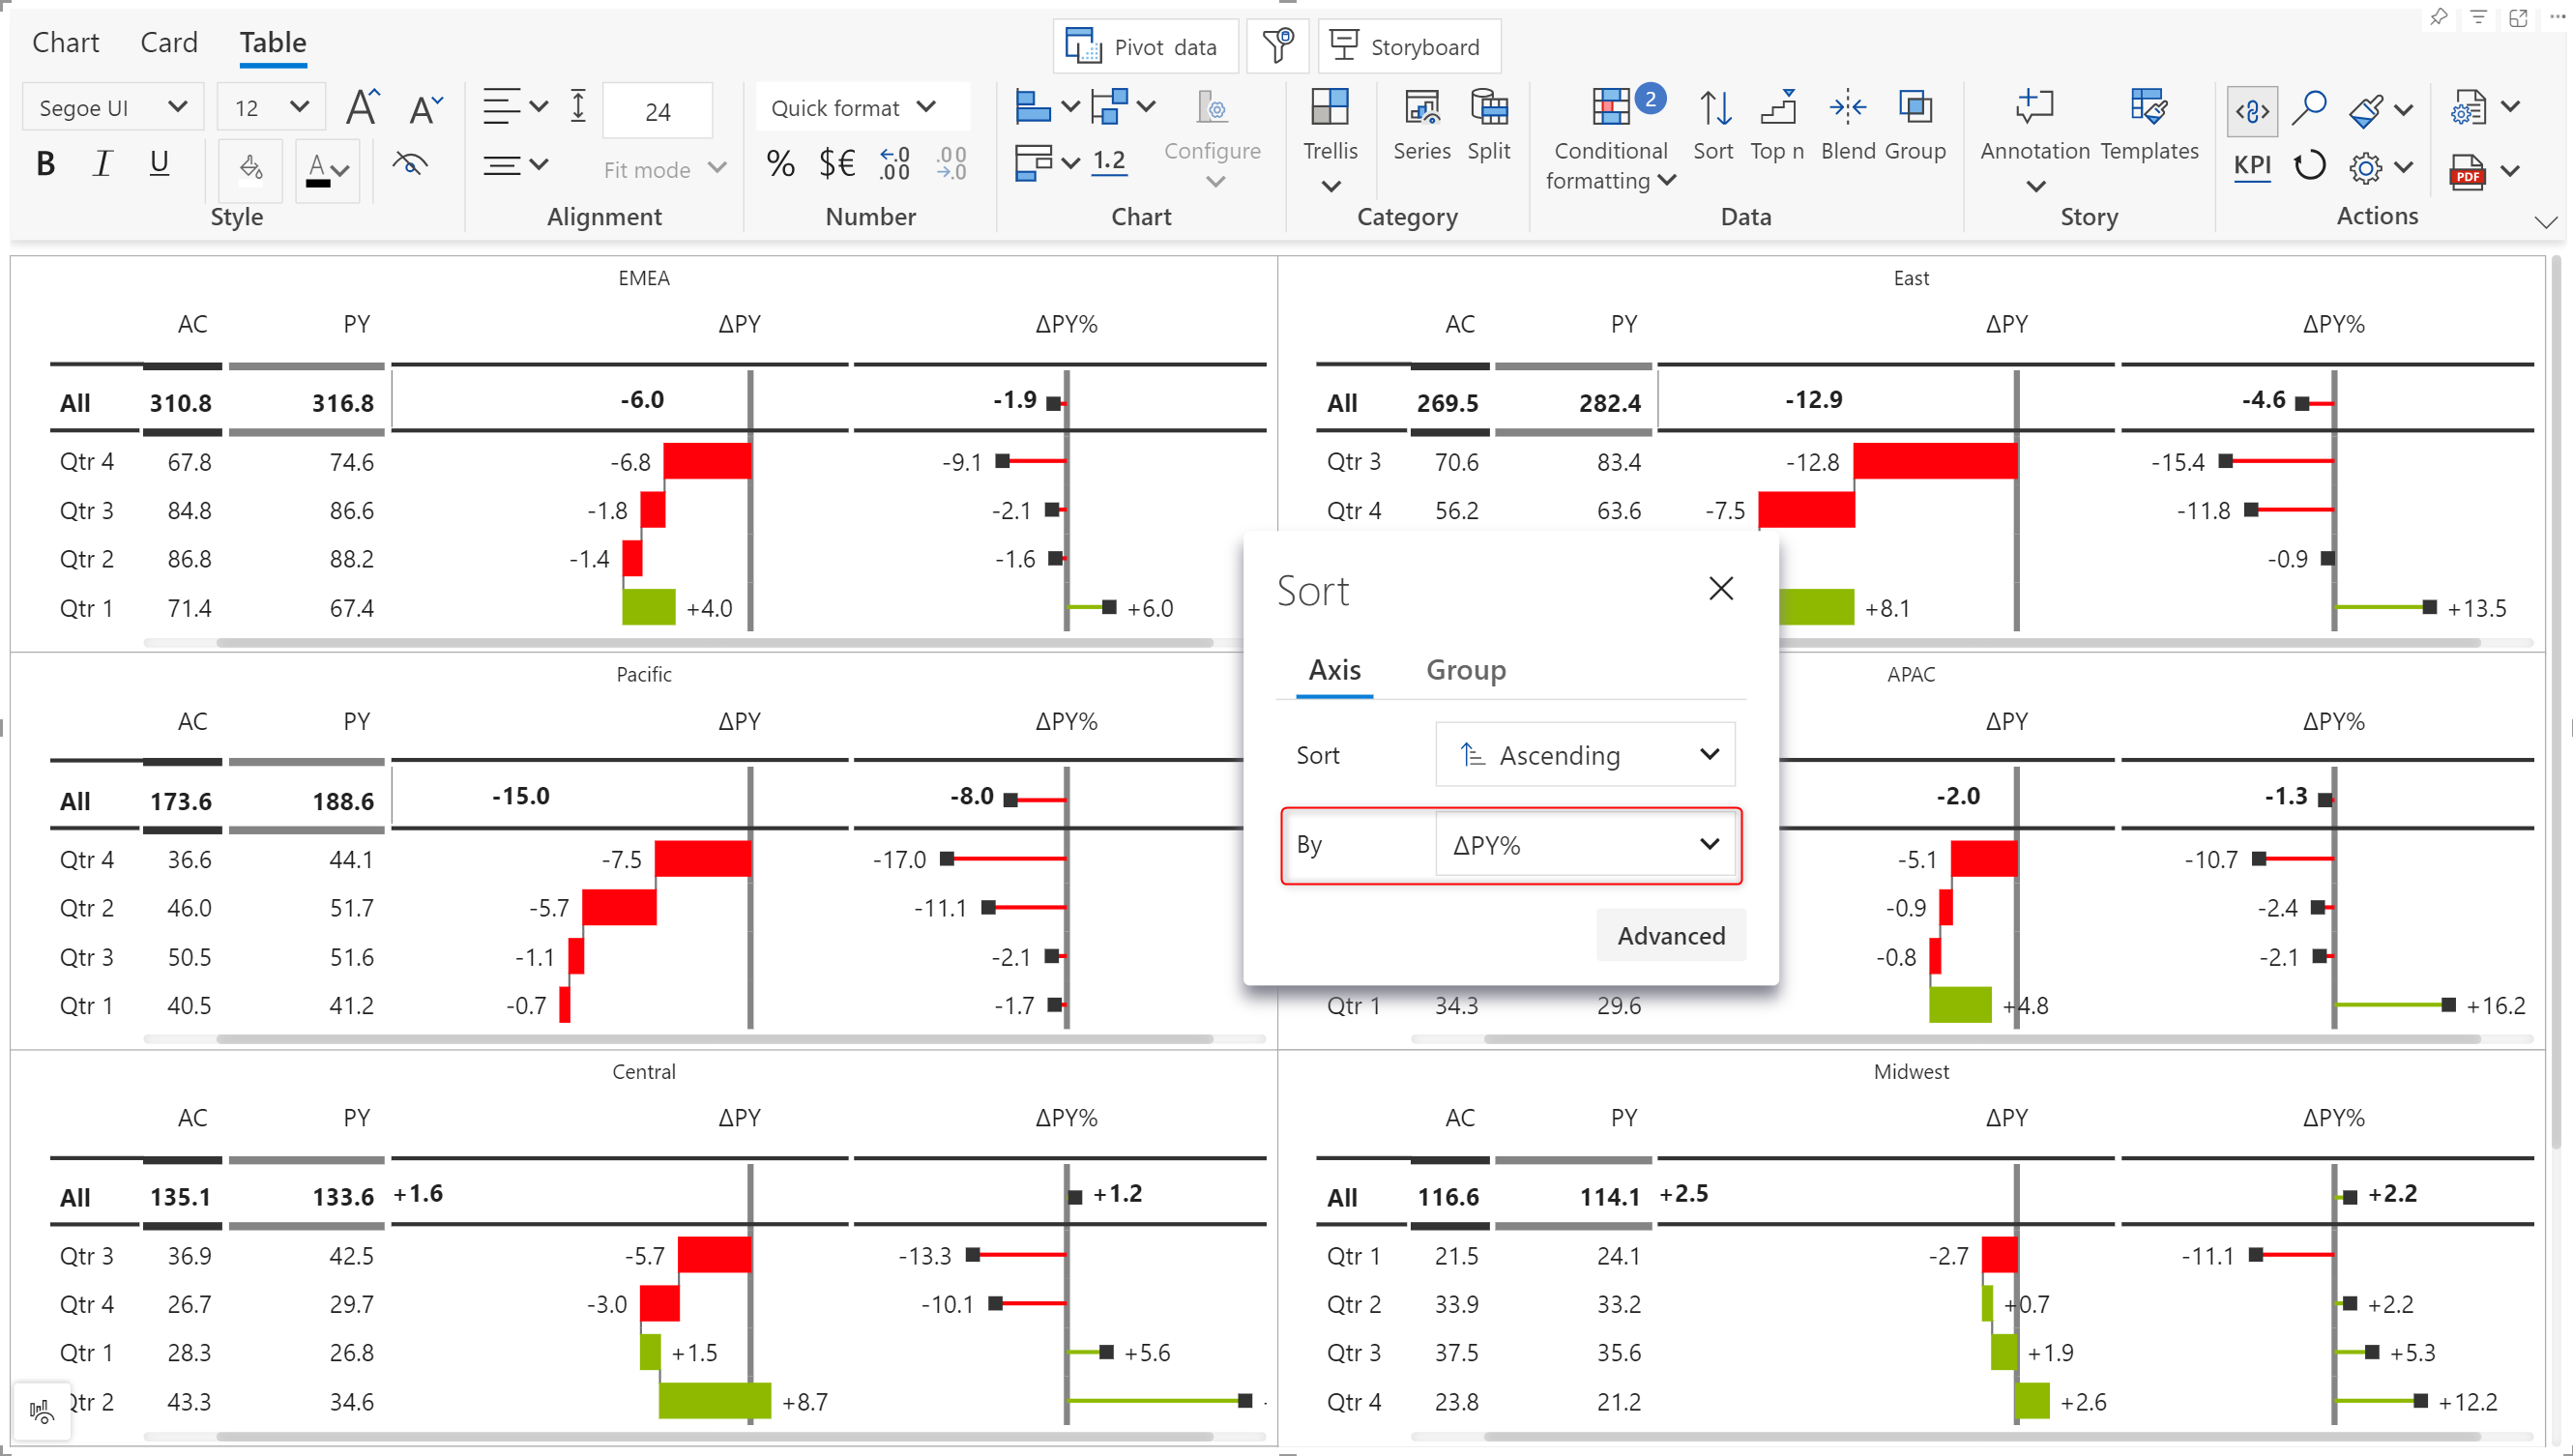 Chart Card Table
Pivot data Storyboard
Segoe UI 12 A A 24 Quick format 2
B I U A Fit mode % $€ .0 .00 .00 .0 1.2 Configure Trellis Series Split Conditional formatting Sort Top n Blend Group Annotation Templates KPI PDF
Style Alignment Number Chart Category Data Story Actions
EMEA
AC PY ΔPY ΔPY%
All 310.8 316.8 -6.0 -1.9
Qtr 4 67.8 74.6 -6.8 -9.1
Qtr 3 84.8 86.6 -1.8 -2.1
Qtr 2 86.8 88.2 -1.4 -1.6
Qtr 1 71.4 67.4 +4.0 +6.0
East
AC PY ΔPY ΔPY%
All 269.5 282.4 -12.9 -4.6
Qtr 3 70.6 83.4 -12.8 -15.4
Qtr 4 56.2 63.6 -7.5 -11.8
-0.9
+8.1 +13.5
Sort
Axis Group
Sort Ascending
By ΔPY%
Advanced
Pacific
AC PY ΔPY ΔPY%
All 173.6 188.6 -15.0 -8.0
Qtr 4 36.6 44.1 -7.5 -17.0
Qtr 2 46.0 51.7 -5.7 -11.1
Qtr 3 50.5 51.6 -1.1 -2.1
Qtr 1 40.5 41.2 -0.7 -1.7
APAC
ΔPY ΔPY%
-2.0 -1.3
-5.1 -10.7
-0.9 -2.4
-0.8 -2.1
Qtr 1 34.3 29.6 +4.8 +16.2
Central
AC PY ΔPY ΔPY%
All 135.1 133.6 +1.6 +1.2
Qtr 3 36.9 42.5 -5.7 -13.3
Qtr 4 26.7 29.7 -3.0 -10.1
Qtr 1 28.3 26.8 +1.5 +5.6
Qtr 2 43.3 34.6 +8.7
Midwest
AC PY ΔPY ΔPY%
All 116.6 114.1 +2.5 +2.2
Qtr 1 21.5 24.1 -2.7 -11.1
Qtr 2 33.9 33.2 +0.7 +2.2
Qtr 3 37.5 35.6 +1.9 +5.3
Qtr 4 23.8 21.2 +2.6 +12.2